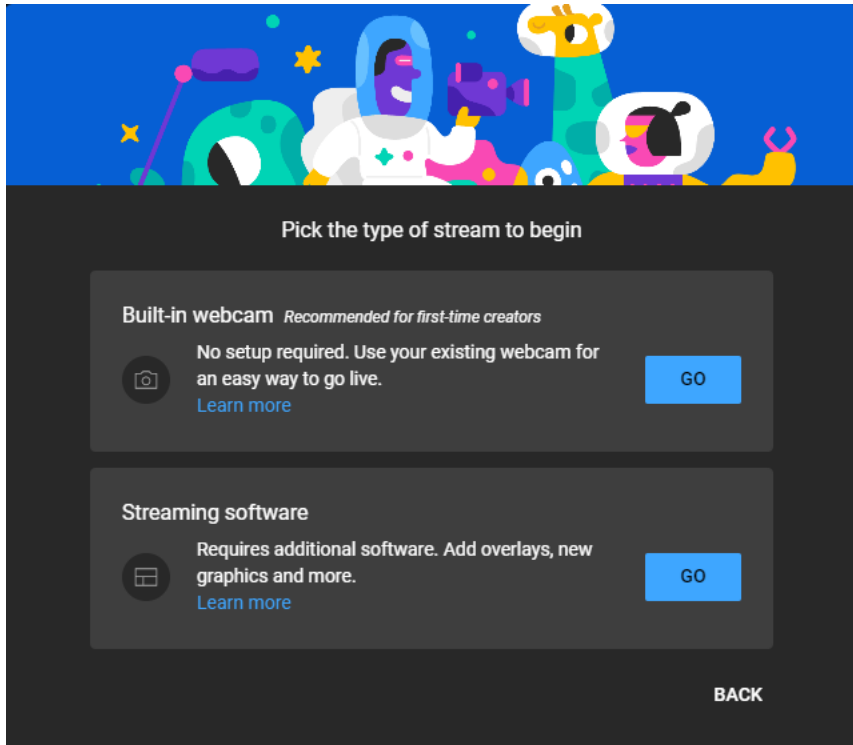 Pick the type of stream to begin
Built-in webcam Recommended for first-time creators
No setup required. Use your existing webcam for
an easy way to go live.
Learn more
GO
Streaming software
Requires additional software. Add overlays, new
graphics and more.
Learn more
GO
BACK